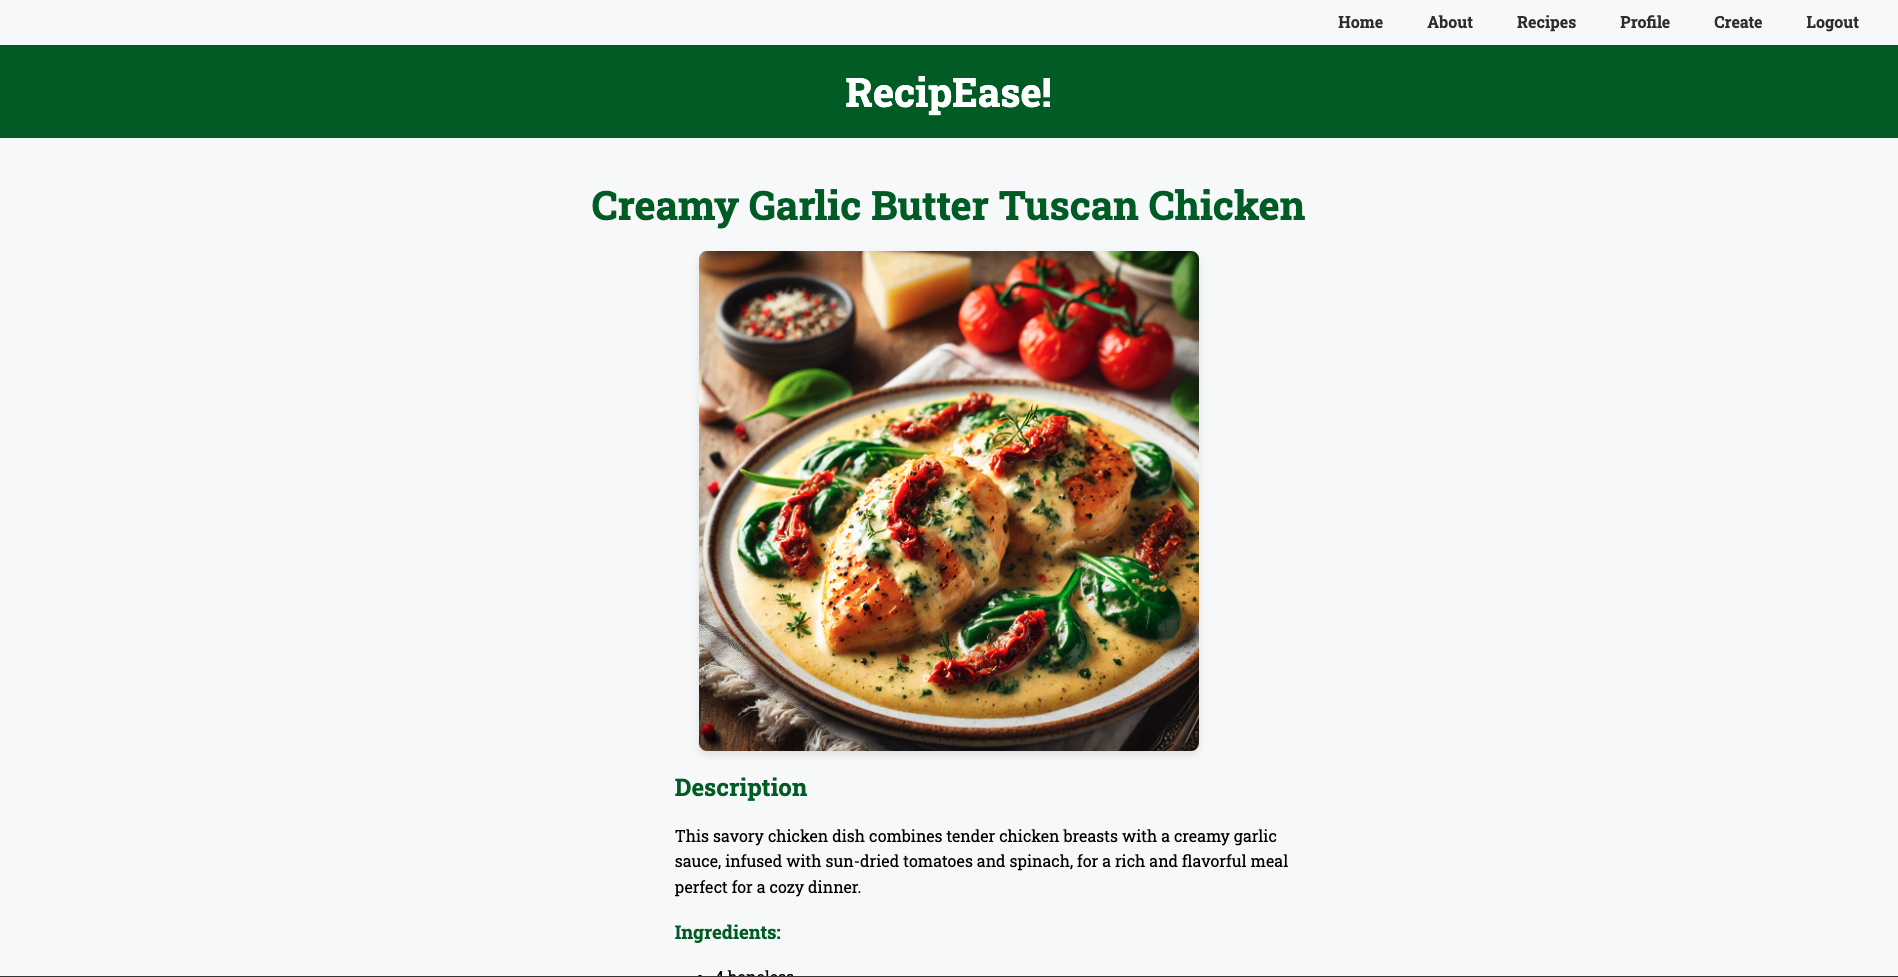 Home About Recipes Profile Create Logout
RecipEase!
Creamy Garlic Butter Tuscan Chicken
Description
This savory chicken dish combines tender chicken breasts with a creamy garlic
sauce, infused with sun-dried tomatoes and spinach, for a rich and flavorful meal
perfect for a cozy dinner.
Ingredients:
4 boneless,